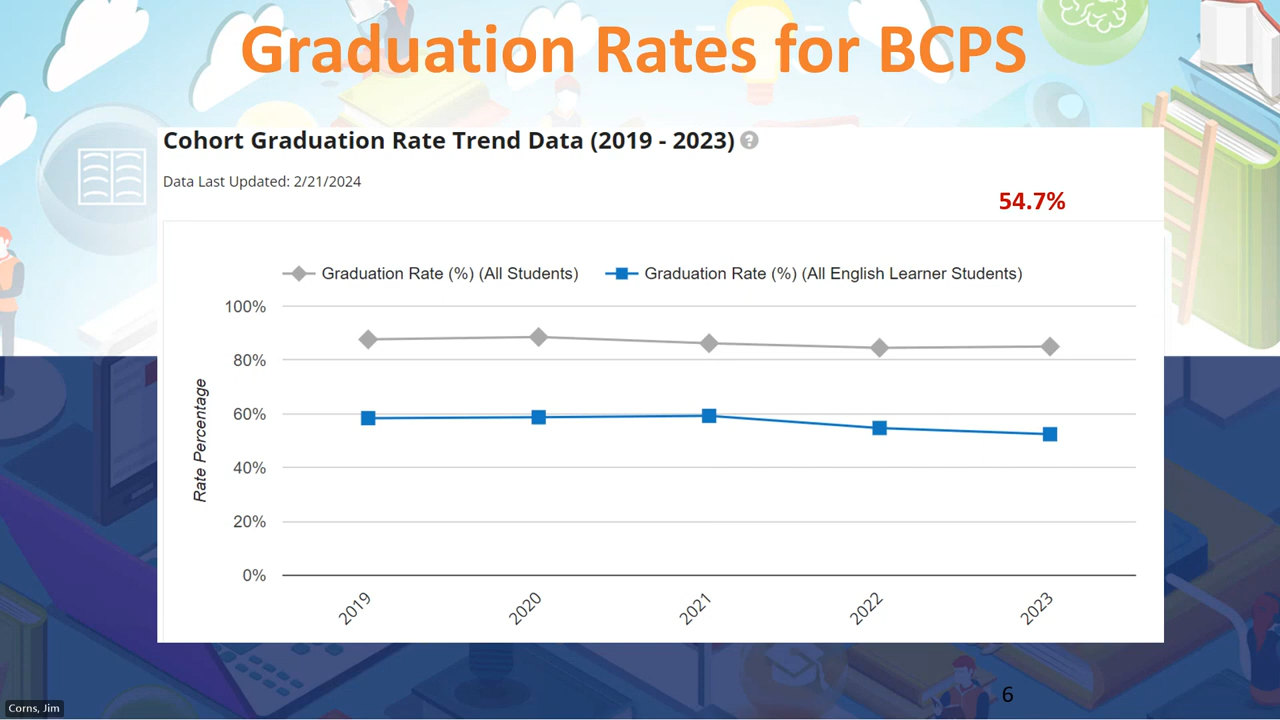 Graduation Rates for BCPS
Cohort Graduation Rate Trend Data (2019 - 2023) ?
Data Last Updated: 2/21/2024
54.7%
Graduation Rate (%) (All Students)
Graduation Rate (%) (All English Learner Students)
Rate Percentage
100%
80%
60%
40%
20%
0%
2019
2020
2021
2022
2023
6
Corns, Jim